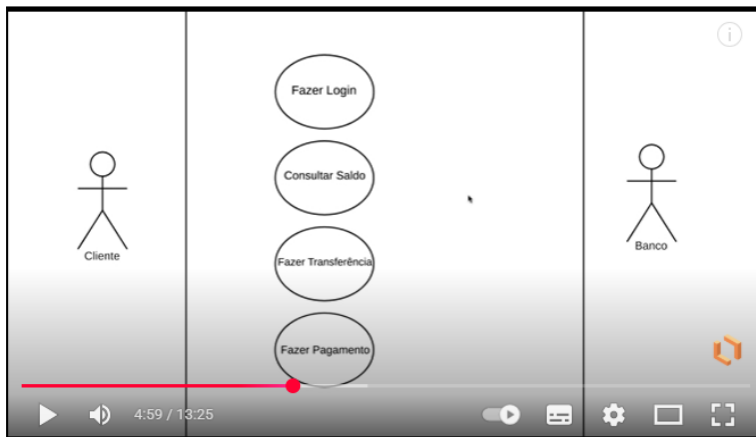 Fazer Login
Consultar Saldo
Fazer Transferência
Fazer Pagamento
Cliente
Banco
4:59 / 13:25